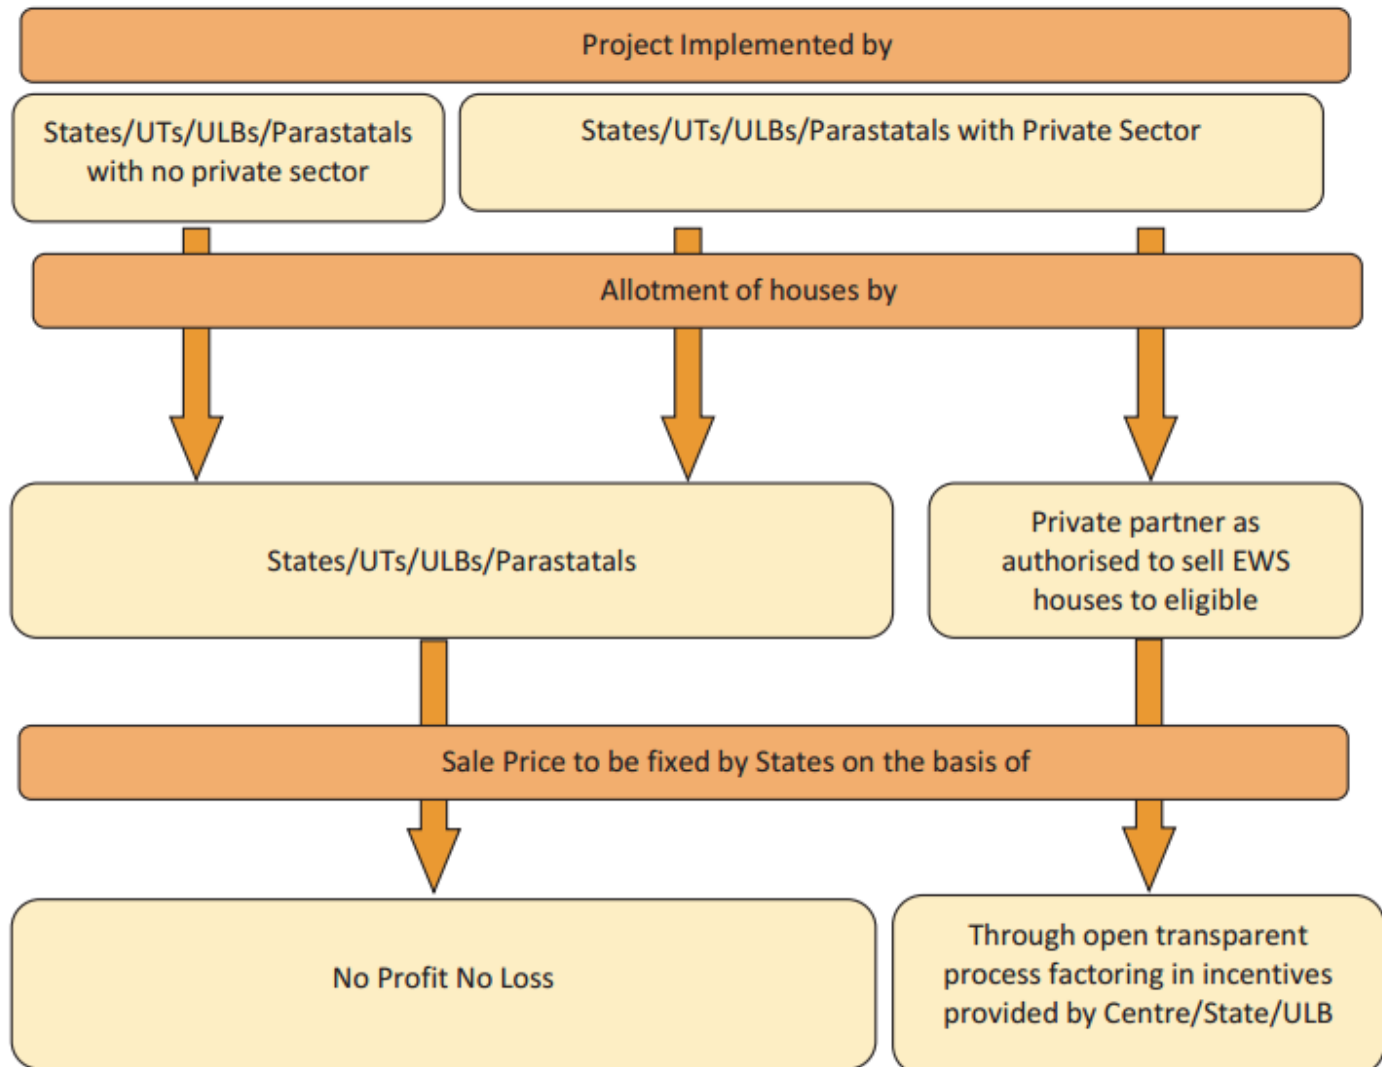 Project Implemented by
States/UTs/ULBs/Parastatals
with no private sector
States/UTs/ULBs/Parastatals with Private Sector
Allotment of houses by
States/UTs/ULBs/Parastatals
Private partner as
authorised to sell EWS
houses to eligible
Sale Price to be fixed by States on the basis of
No Profit No Loss
Through open transparent
process factoring in incentives
provided by Centre/State/ULB